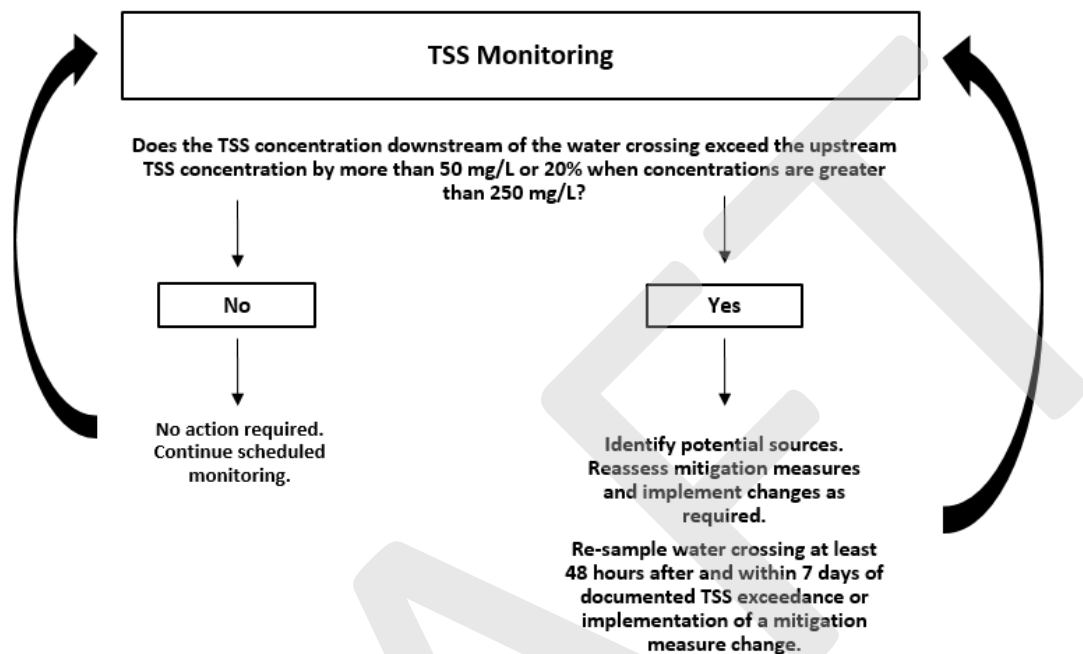 TSS Monitoring
Does the TSS concentration downstream of the water crossing exceed the upstream
TSS concentration by more than 50 mg/L or 20% when concentrations are greater
than 250 mg/L?
No
Yes
No action required.
Continue scheduled
monitoring.
Identify potential sources.
Reassess mitigation measures
and implement changes as
required.
Re-sample water crossing at least
48 hours after and within 7 days of
documented TSS exceedance or
implementation of a mitigation
measure change.
AFT